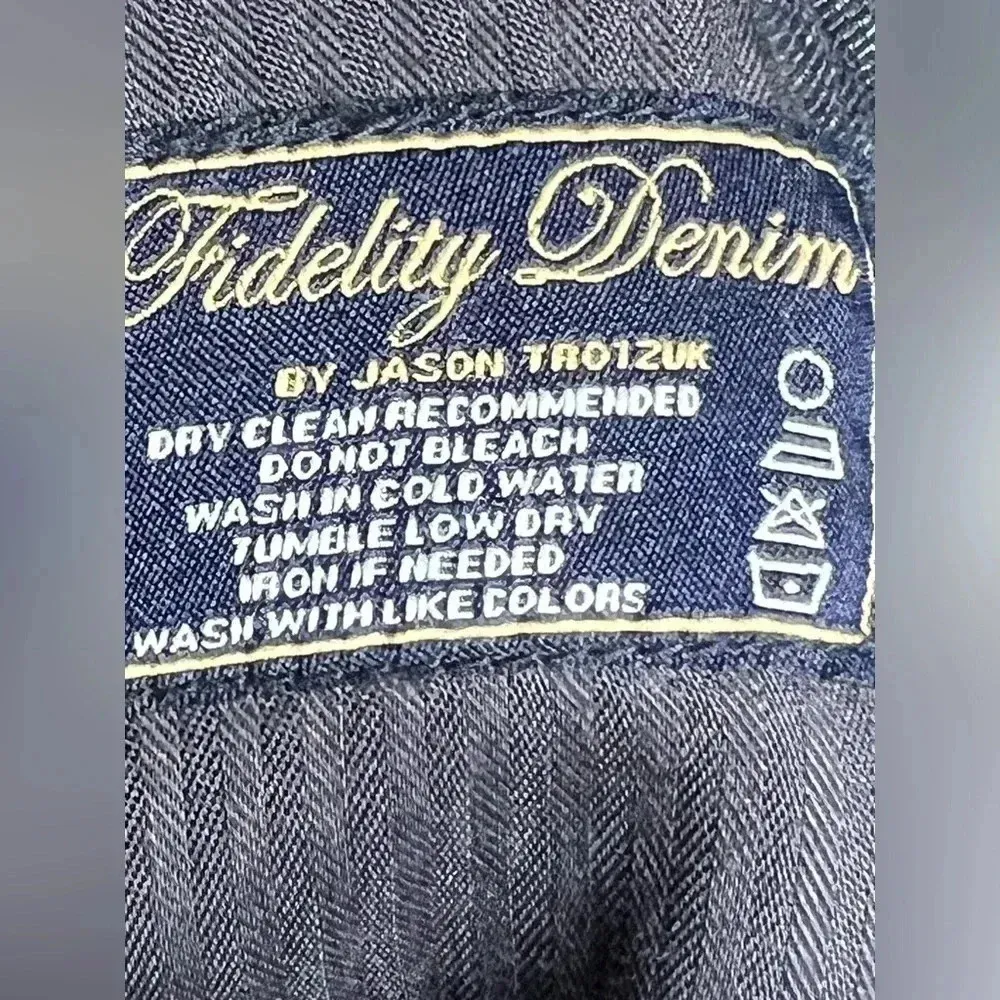 Fidelity Denim
BY JASON TROTZUK
DRY CLEAN RECOMMENDED
DO NOT BLEACH
WASH IN COLD WATER
TUMBLE LOW DRY
IRON IF NEEDED
WASH WITH LIKE COLORS